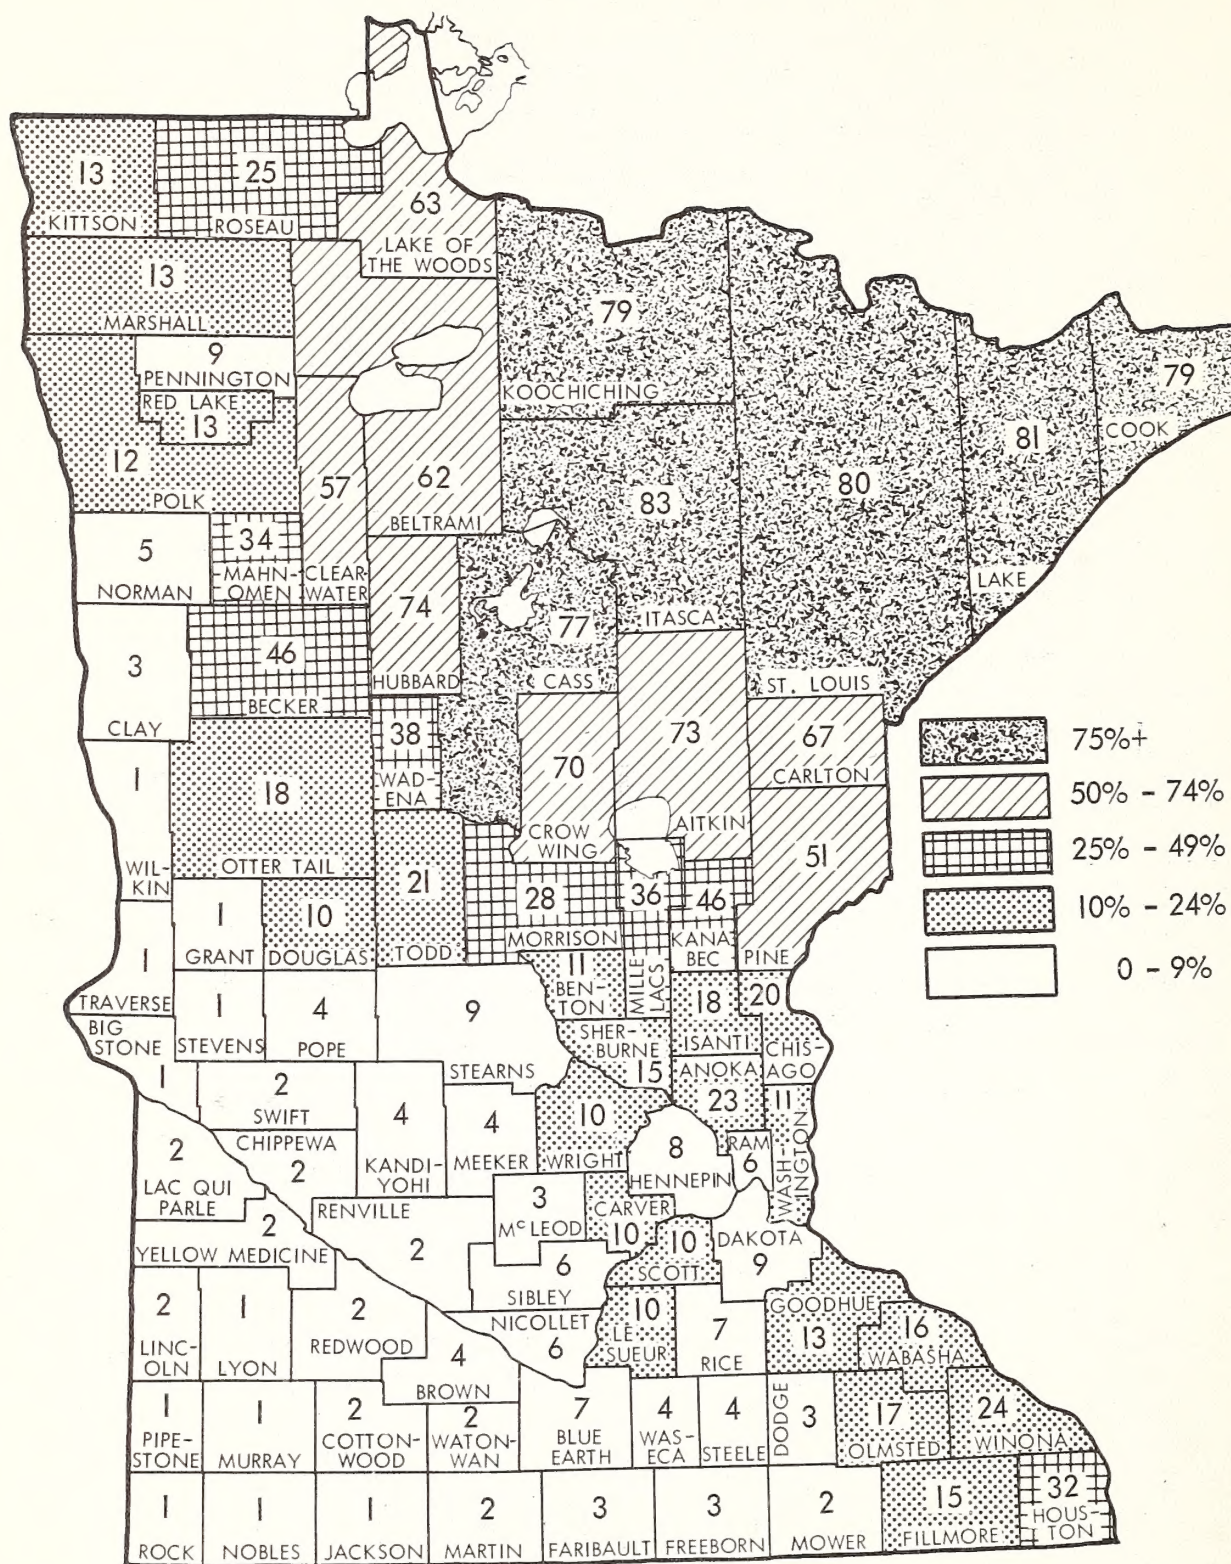 13
KITTSON
25
ROSEAU
63
LAKE OF
THE WOODS
13
MARSHALL
79
KOOCHICHING
80
ST. LOUIS
81
LAKE
79
COOK
9
PENNINGTON
RED LAKE
13
12
POLK
57
CLEAR
WATER
62
BELTRAMI
83
ITASCA
5
NORMAN
34
MAHN-
OMEN
74
HUBBARD
77
CASS
3
CLAY
46
BECKER
38
WAD-
ENA
70
CROW
WING
73
AITKIN
67
CARLTON
75%+
50% - 74%
25% - 49%
10% - 24%
0 - 9%
1
WIL-
KIN
18
OTTER TAIL
21
TODD
28
MORRISON
36
MILLE
LACS
46
KANA
BEC
51
PINE
1
GRANT
10
DOUGLAS
1
TRAVERSE
1
STEVENS
4
POPE
9
STEARNS
11
BEN-
TON
18
ISANTI
20
CHIS-
AGO
BIG
STONE
1
2
SWIFT
SHER-
BURNE
15
ANOKA
23
11
WASH-
INGTON
2
LAC QUI
PARLE
CHIPPEWA
2
4
KANDI-
YOHI
4
MEEKER
10
WRIGHT
8
HENNEPIN
RAM
6
2
YELLOW MEDICINE
RENVILLE
2
3
McLEOD
CARVER
10
10
SCOTT
DAKOTA
9
6
SIBLEY
2
LINC-
OLN
1
LYON
2
REDWOOD
4
BROWN
NICOLLET
6
10
LE
SUEUR
7
RICE
GOODHUE
13
16
WABASHA
1
PIPE-
STONE
1
MURRAY
2
COTTON-
WOOD
2
WATON-
WAN
7
BLUE
EARTH
4
WAS-
ECA
4
STEELE
DODGE
3
17
OLMSTED
24
WINONA
1
ROCK
1
NOBLES
1
JACKSON
2
MARTIN
3
FARIBAULT
3
FREEBORN
2
MOWER
15
FILLMORE
32
HOUS-
TON